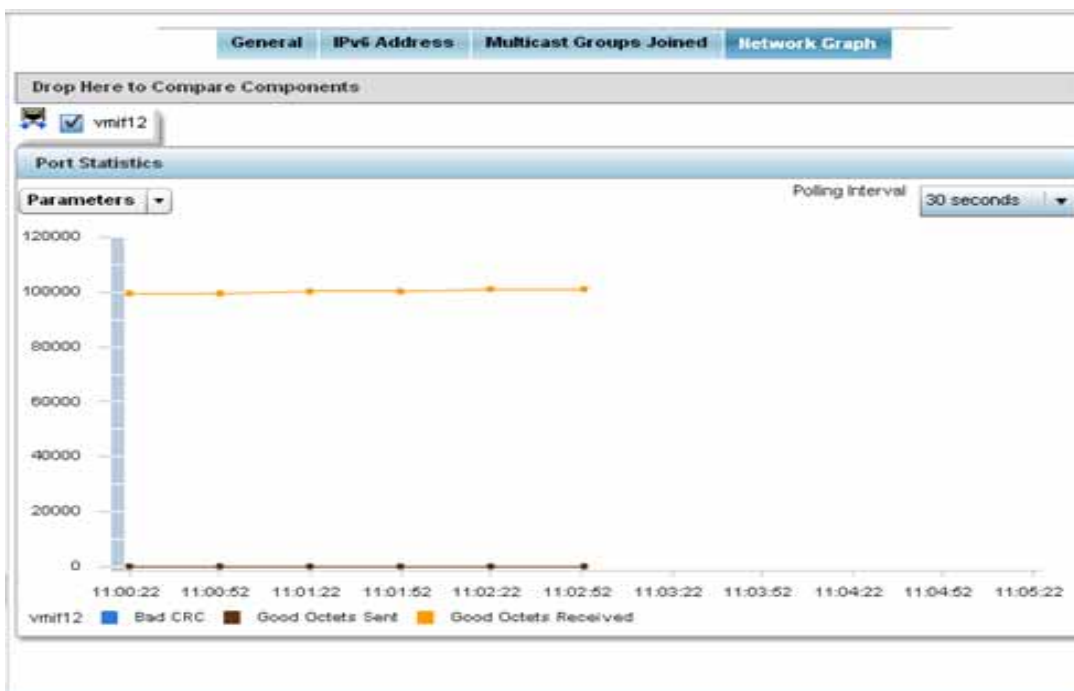 General IPv6 Address Multicast Groups Joined Network Graph
Drop Here to Compare Components
vmif12
Port Statistics
Parameters
Polling Interval 30 seconds
120000
100000
80000
60000
40000
20000
0
11:00:22 11:00:52 11:01:22 11:01:52 11:02:22 11:02:52 11:03:22 11:03:52 11:04:22 11:04:52 11:05:22
vmif12 Bad CRC Good Octets Sent Good Octets Received